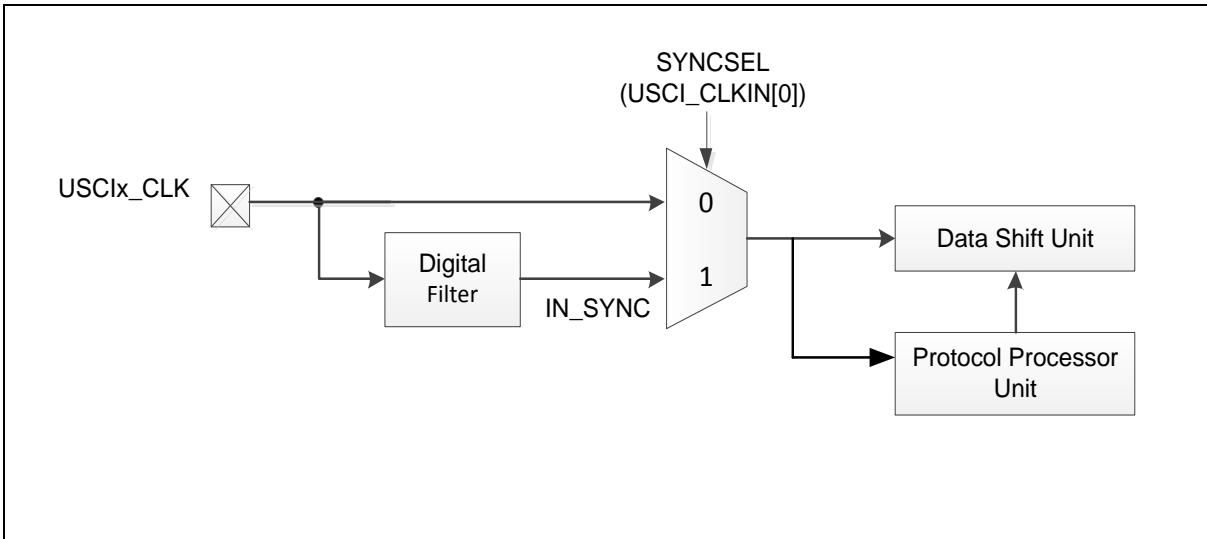 SYNCSEL
(USCI_CLKIN[0])
USCIx_CLK
0
Data Shift Unit
Digital
Filter
1
IN_SYNC
Protocol Processor
Unit